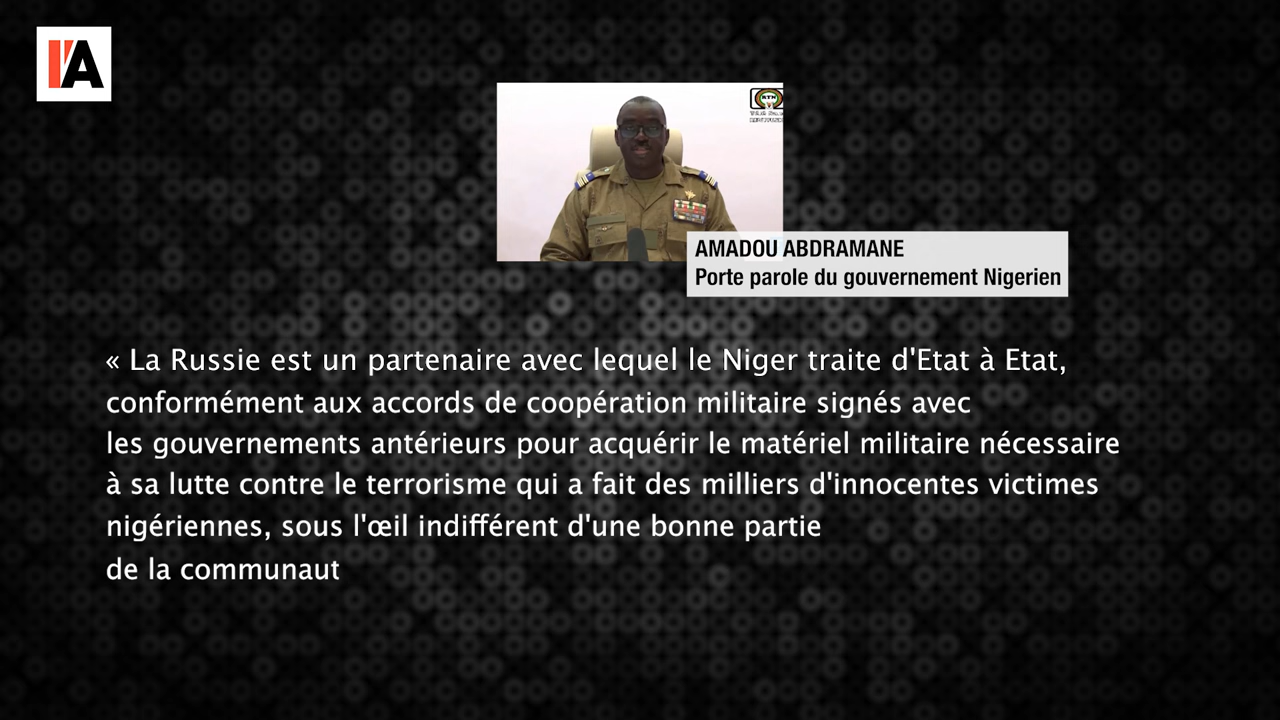 l'A
RTN
AMADOU ABDRAMANE
Porte parole du gouvernement Nigerien
« La Russie est un partenaire avec lequel le Niger traite d'Etat à Etat,
conformément aux accords de coopération militaire signés avec
les gouvernements antérieurs pour acquérir le matériel militaire nécessaire
à sa lutte contre le terrorisme qui a fait des milliers d'innocentes victimes
nigériennes, sous l'œil indifférent d'une bonne partie
de la communaut